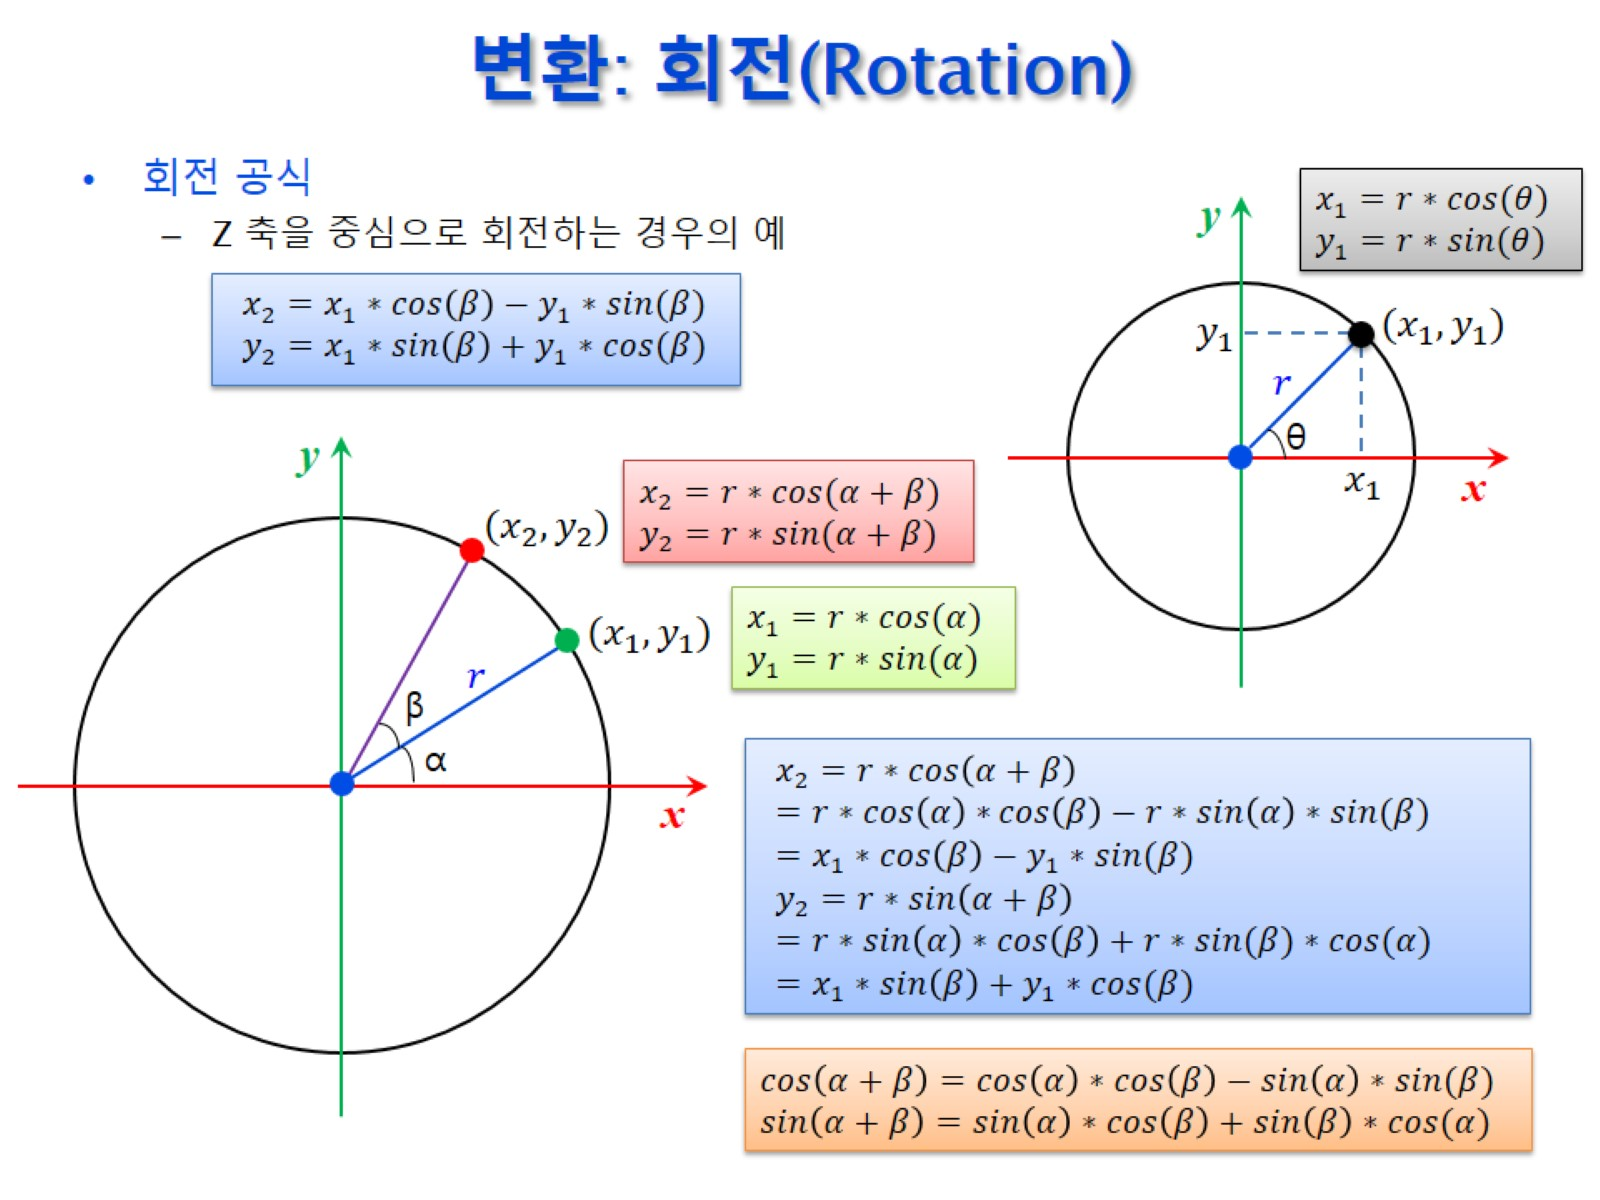 변환: 회전(Rotation)
• 회전 공식
– Z 축을 중심으로 회전하는 경우의 예
x₂ = x₁ ∗ cos(β) − y₁ ∗ sin(β)
y₂ = x₁ ∗ sin(β) + y₁ ∗ cos(β)
x₁ = r ∗ cos(θ)
y₁ = r ∗ sin(θ)
y
y₁
(x₁, y₁)
r
θ
x₁
x
y
(x₂, y₂)
x₂ = r ∗ cos(α + β)
y₂ = r ∗ sin(α + β)
(x₁, y₁)
x₁ = r ∗ cos(α)
y₁ = r ∗ sin(α)
r
β
α
x
x₂ = r ∗ cos(α + β)
= r ∗ cos(α) ∗ cos(β) − r ∗ sin(α) ∗ sin(β)
= x₁ ∗ cos(β) − y₁ ∗ sin(β)
y₂ = r ∗ sin(α + β)
= r ∗ sin(α) ∗ cos(β) + r ∗ sin(β) ∗ cos(α)
= x₁ ∗ sin(β) + y₁ ∗ cos(β)
cos(α + β) = cos(α) ∗ cos(β) − sin(α) ∗ sin(β)
sin(α + β) = sin(α) ∗ cos(β) + sin(β) ∗ cos(α)